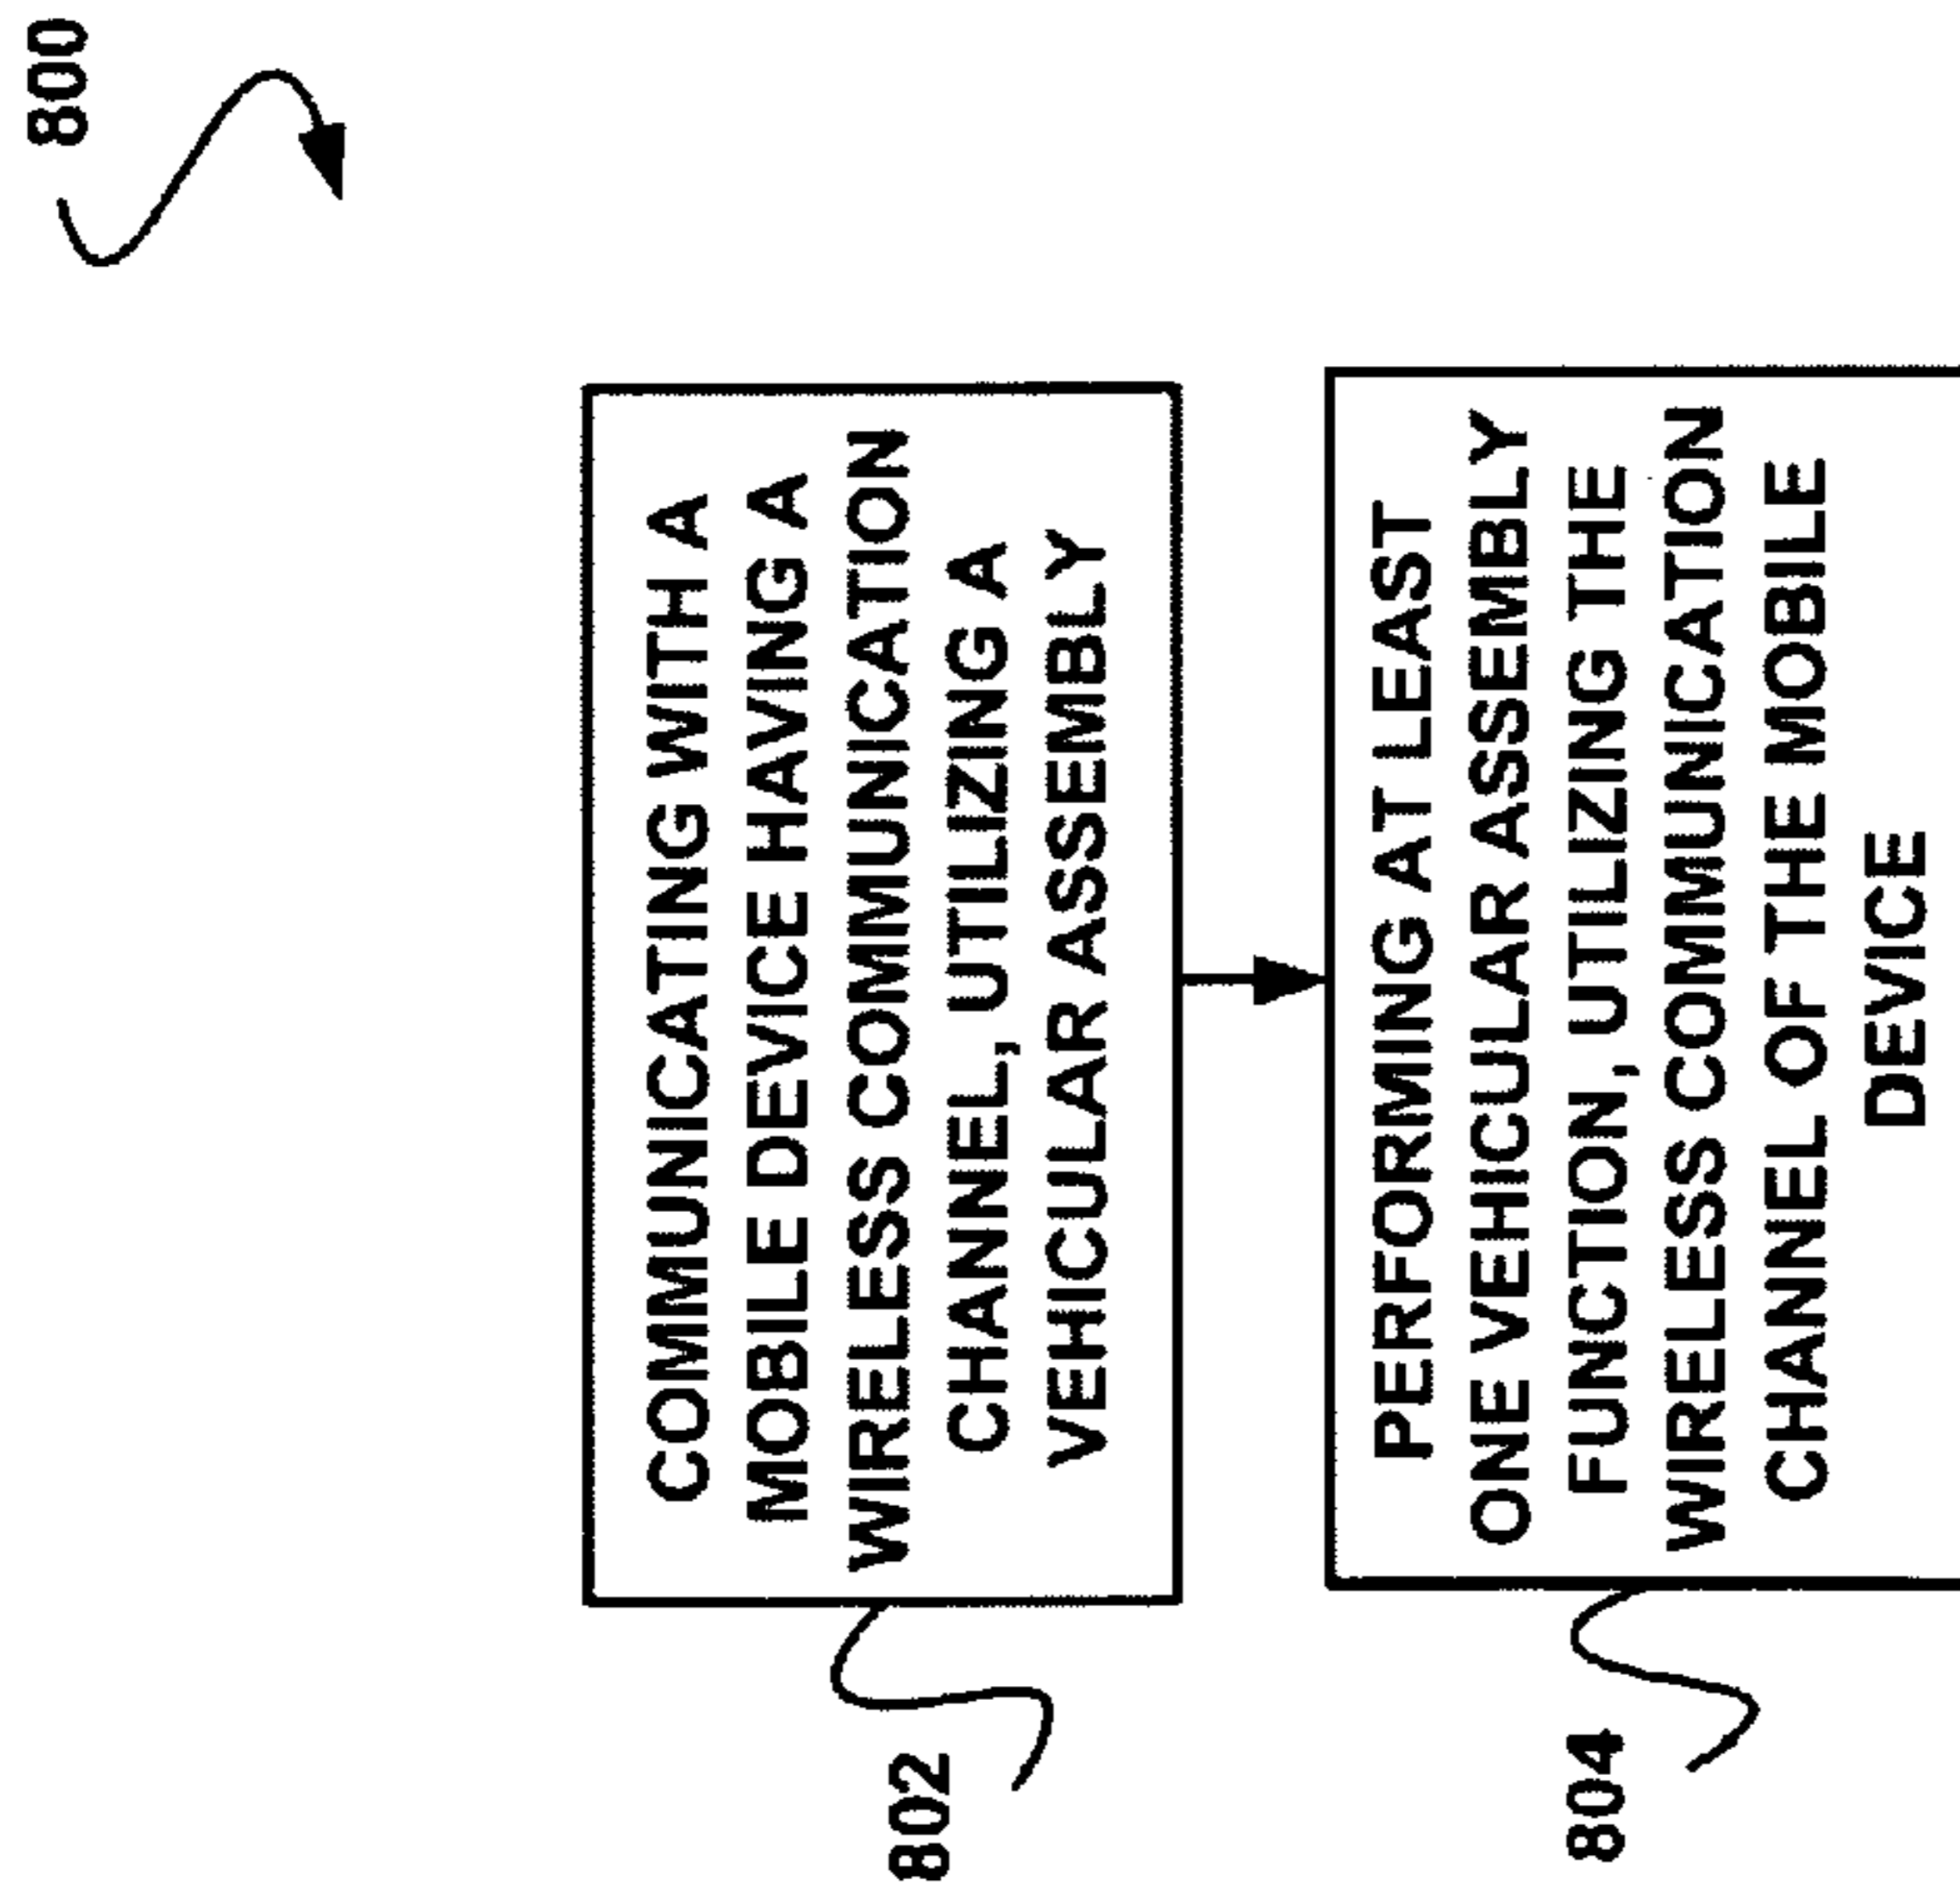 800
COMMUNICATING WITH A
MOBILE DEVICE HAVING A
WIRELESS COMMUNICATION
CHANNEL, UTILIZING A
VEHICULAR ASSEMBLY
802
PERFORMING AT LEAST
ONE VEHICULAR ASSEMBLY
FUNCTION, UTILIZING THE
WIRELESS COMMUNICATION
CHANNEL OF THE MOBILE
DEVICE
804